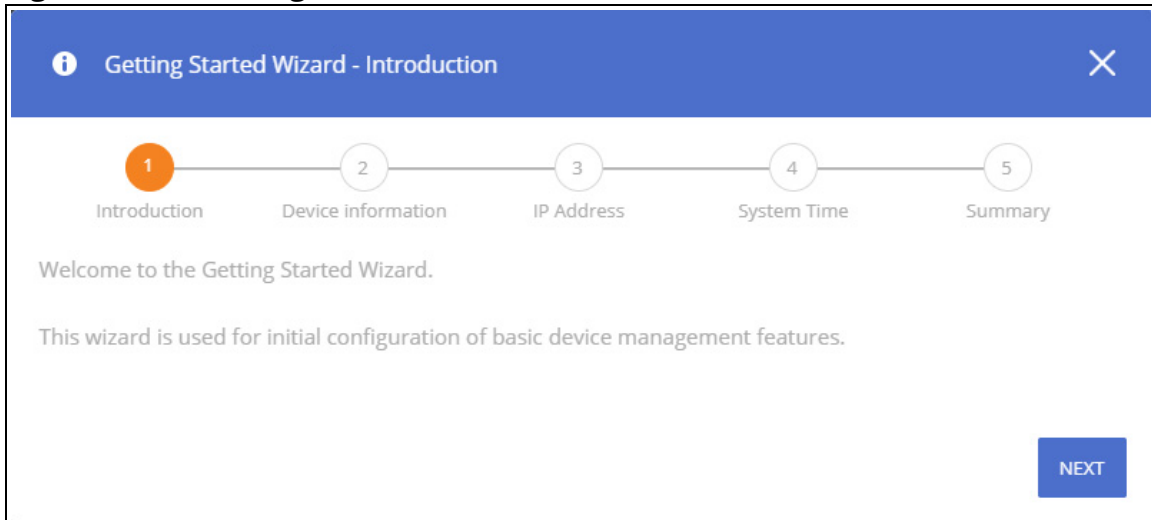 Getting Started Wizard - Introduction
1 2 3 4 5
Introduction Device information IP Address System Time Summary
Welcome to the Getting Started Wizard.
This wizard is used for initial configuration of basic device management features.
NEXT